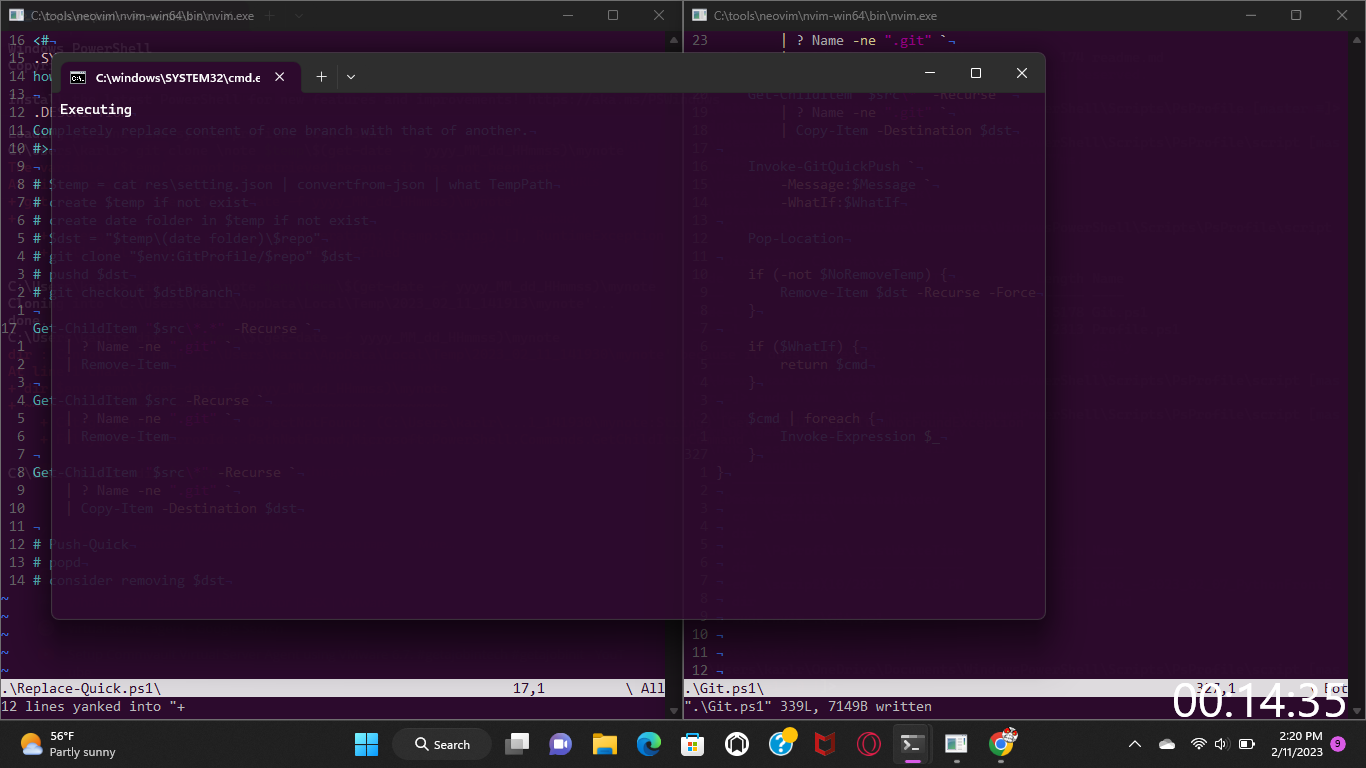 C:\tools\neovim\nvim-win64\bin\nvim.exe
C:\tools\neovim\nvim-win64\bin\nvim.exe
Windows PowerShell
16 <#¬
15 .SY
14 how
13 ¬
12 .DE
11 Completely replace content of one branch with that of another.¬
10 #>¬
9 ¬
8 # $temp = cat res\setting.json | convertfrom-json | what TempPath¬
7 # create $temp if not exist¬
6 # create date folder in $temp if not exist¬
5 # $dst = "$temp\(date folder)\$repo"¬
4 # git clone "$env:GitProfile/$repo" $dst¬
3 # pushd $dst¬
2 # git checkout $dstBranch¬
1 ¬
17 Get-ChildItem "$src\*.*" -Recurse `¬
1 | ? Name -ne ".git" `¬
2 | Remove-Item¬
3 ¬
4 Get-ChildItem $src -Recurse `¬
5 | ? Name -ne ".git" `¬
6 | Remove-Item¬
7 ¬
8 Get-ChildItem "$src\*" -Recurse `¬
9 | ? Name -ne ".git" `¬
10 | Copy-Item -Destination $dst¬
11 ¬
12 # Push-Quick¬
13 # popd¬
14 # consider removing $dst¬
~
~
~
~
~
.\Replace-Quick.ps1\ 17,1 \ All
12 lines yanked into "+
C:\windows\SYSTEM32\cmd.e
Executing
23 | ? Name -ne ".git" `¬
Get-ChildItem "$src\*" -Recurse `¬
19 | ? Name -ne ".git" `¬
18 | Copy-Item -Destination $dst¬
17 ¬
16 Invoke-GitQuickPush `¬
15 -Message:$Message `¬
14 -WhatIf:$WhatIf¬
13 ¬
12 Pop-Location¬
11 ¬
10 if (-not $NoRemoveTemp) {¬
9 Remove-Item $dst -Recurse -Force
8 }¬
7 ¬
6 if ($WhatIf) {¬
5 return $cmd¬
4 }¬
3 ¬
2 $cmd | foreach {¬
1 Invoke-Expression $_¬
327 }¬
1 }¬
2 ¬
3 ¬
4 ¬
5 ¬
6 ¬
7 ¬
8 ¬
9 ¬
10 ¬
11 ¬
12 ¬
.\Git.ps1\ 327,1 \ Bot
".\Git.ps1" 339L, 7149B written
00:14:35
56°F
Partly sunny
Search
2:20 PM
2/11/2023
9